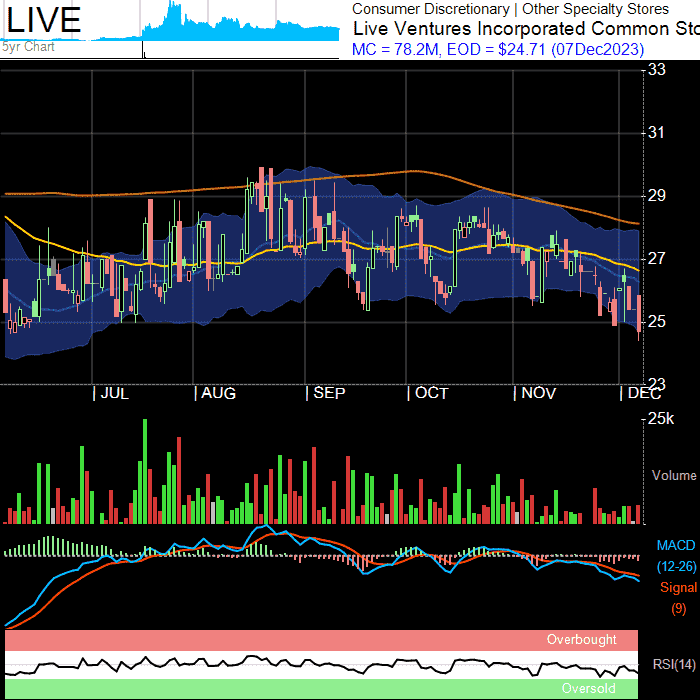 LIVE
5yr Chart
Consumer Discretionary | Other Specialty Stores
Live Ventures Incorporated Common Sto
MC = 78.2M, EOD = $24.71 (07Dec2023)
33
31
29
27
25
23
| JUL | AUG | SEP | OCT | NOV | DEC
25k
Volume
MACD
(12-26)
Signal
(9)
Overbought
RSI(14)
Oversold